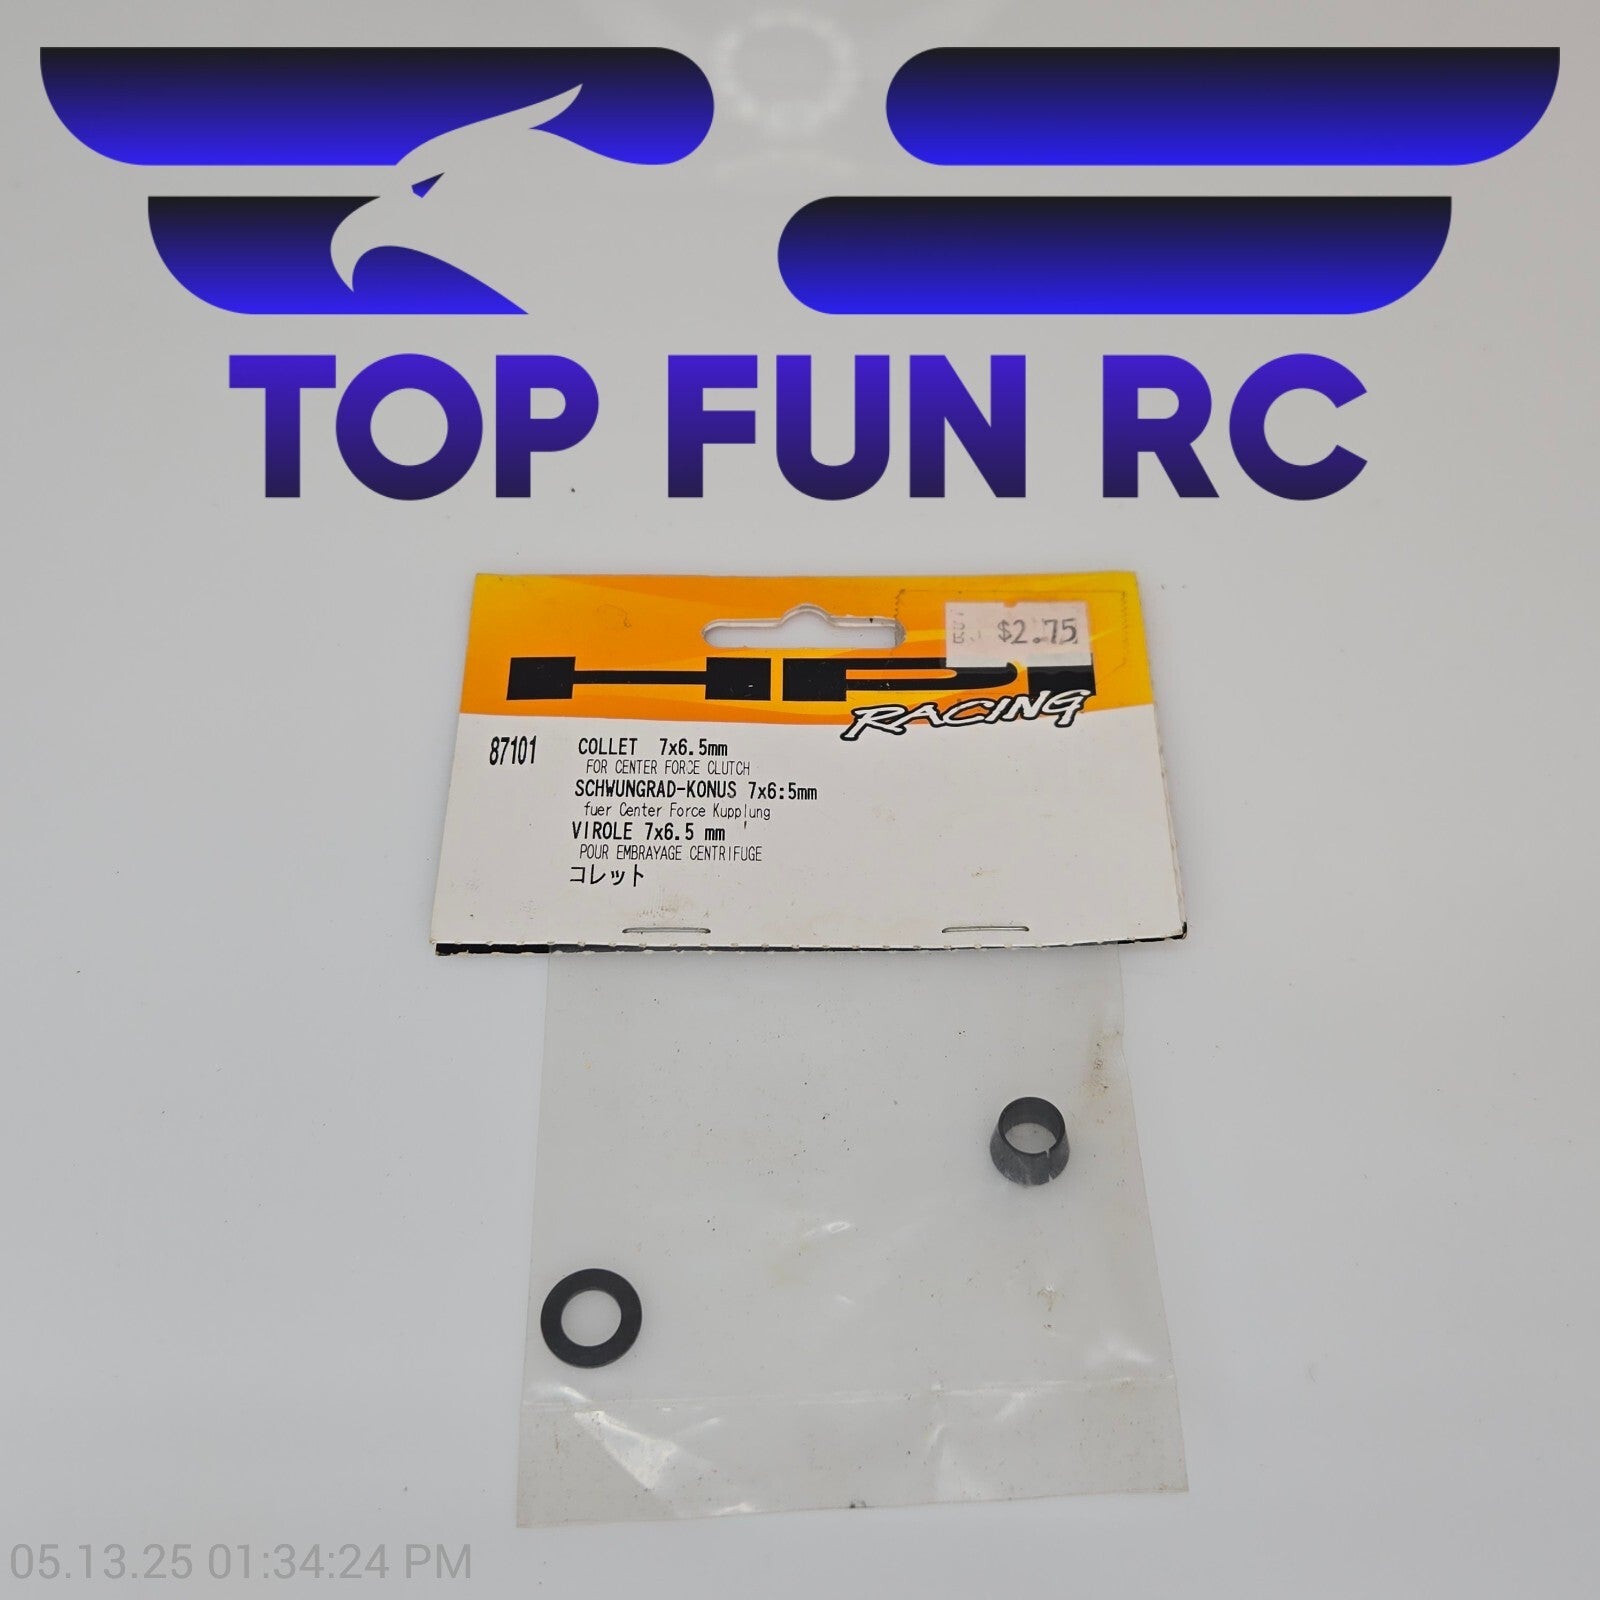 TOP FUN RC
$2.75
HPI
RACING
87101
COLLET 7x6.5mm
FOR CENTER FORCE CLUTCH
SCHWUNGRAD-KONUS 7x6.5mm
fuer Center Force Kupplung
VIROLE 7x6.5 mm
POUR EMBRAYAGE CENTRIFUGE
コレット
05.13.25 01:34:24 PM